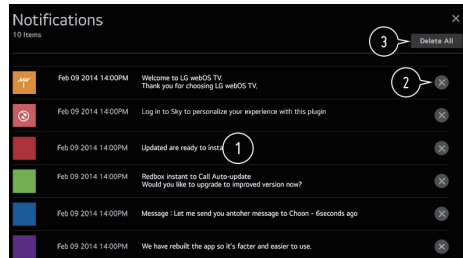 Notifications
10 Items
×
3
Delete All
Feb 09 2014 14:00PM
Welcome to LG webOS TV.
Thank you for choosing LG webOS TV.
2
Feb 09 2014 14:00PM
Log in to Sky to personalize your experience with this plugin
Feb 09 2014 14:00PM
Updated are ready to insta
1
Feb 09 2014 14:00PM
Redbox instant to Call Auto-update
Would you like to upgrade to improved version now?
Feb 09 2014 14:00PM
Message : Let me send you antoher message to Choon - 6seconds ago
Feb 09 2014 14:00PM
We have rebuilt the app so it's facter and easier to use.